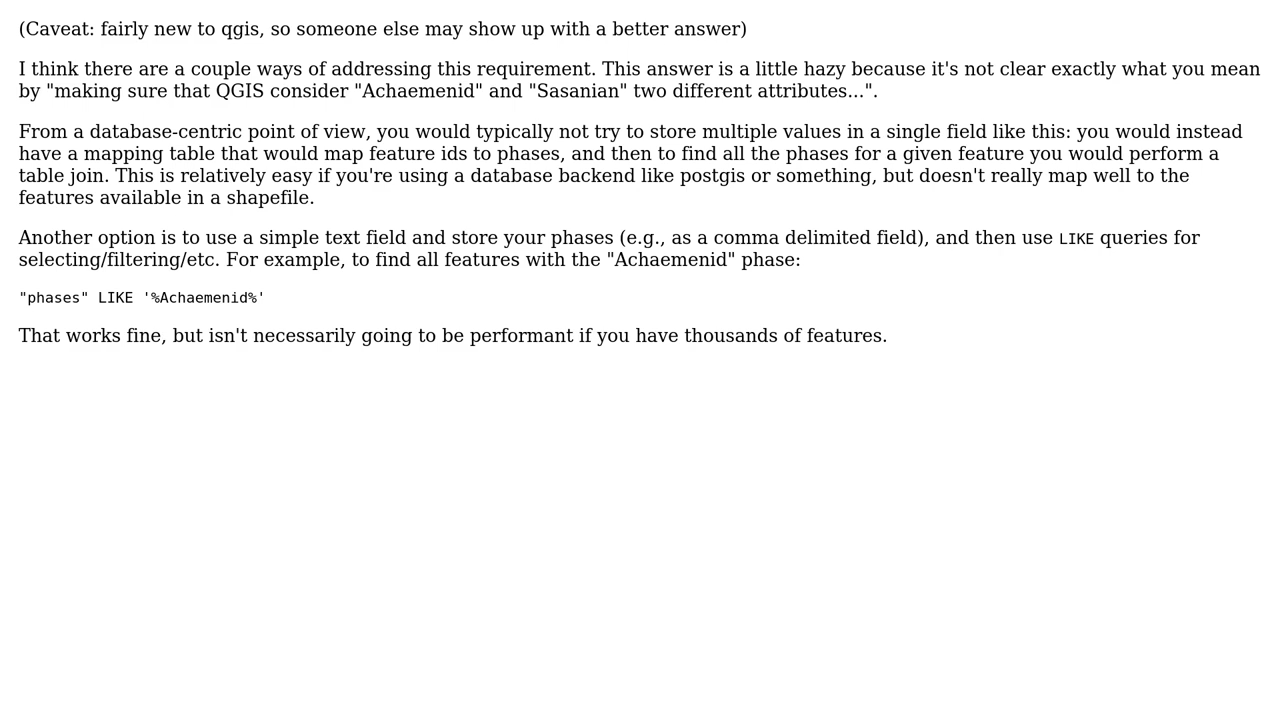 (Caveat: fairly new to qgis, so someone else may show up with a better answer)
I think there are a couple ways of addressing this requirement. This answer is a little hazy because it's not clear exactly what you mean
by "making sure that QGIS consider "Achaemenid" and "Sasanian" two different attributes...".
From a database-centric point of view, you would typically not try to store multiple values in a single field like this: you would instead
have a mapping table that would map feature ids to phases, and then to find all the phases for a given feature you would perform a
table join. This is relatively easy if you're using a database backend like postgis or something, but doesn't really map well to the
features available in a shapefile.
Another option is to use a simple text field and store your phases (e.g., as a comma delimited field), and then use LIKE queries for
selecting/filtering/etc. For example, to find all features with the "Achaemenid" phase:
"phases" LIKE '%Achaemenid%'
That works fine, but isn't necessarily going to be performant if you have thousands of features.